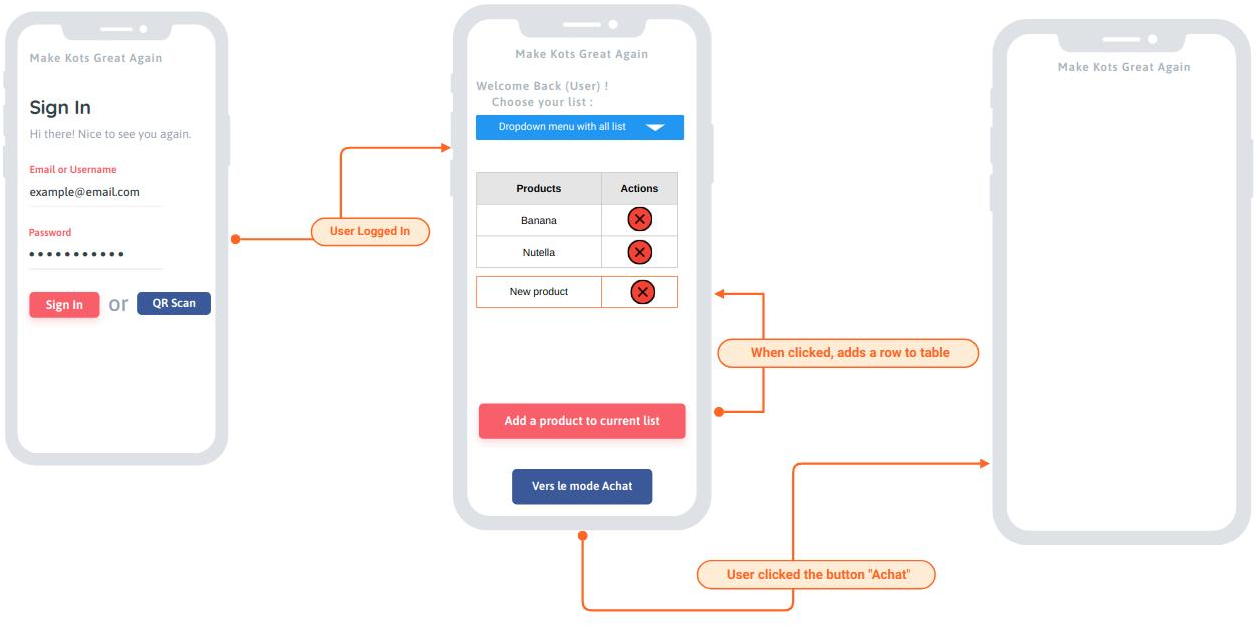 Make Kots Great Again
Sign In
Hi there! Nice to see you again.
Email or Username
example@email.com
Password
Sign In or QR Scan
User Logged In
Make Kots Great Again
Welcome Back (User) !
Choose your list :
Dropdown menu with all list
Products Actions
Banana
Nutella
New product
Add a product to current list
Vers le mode Achat
When clicked, adds a row to table
User clicked the button "Achat"
Make Kots Great Again